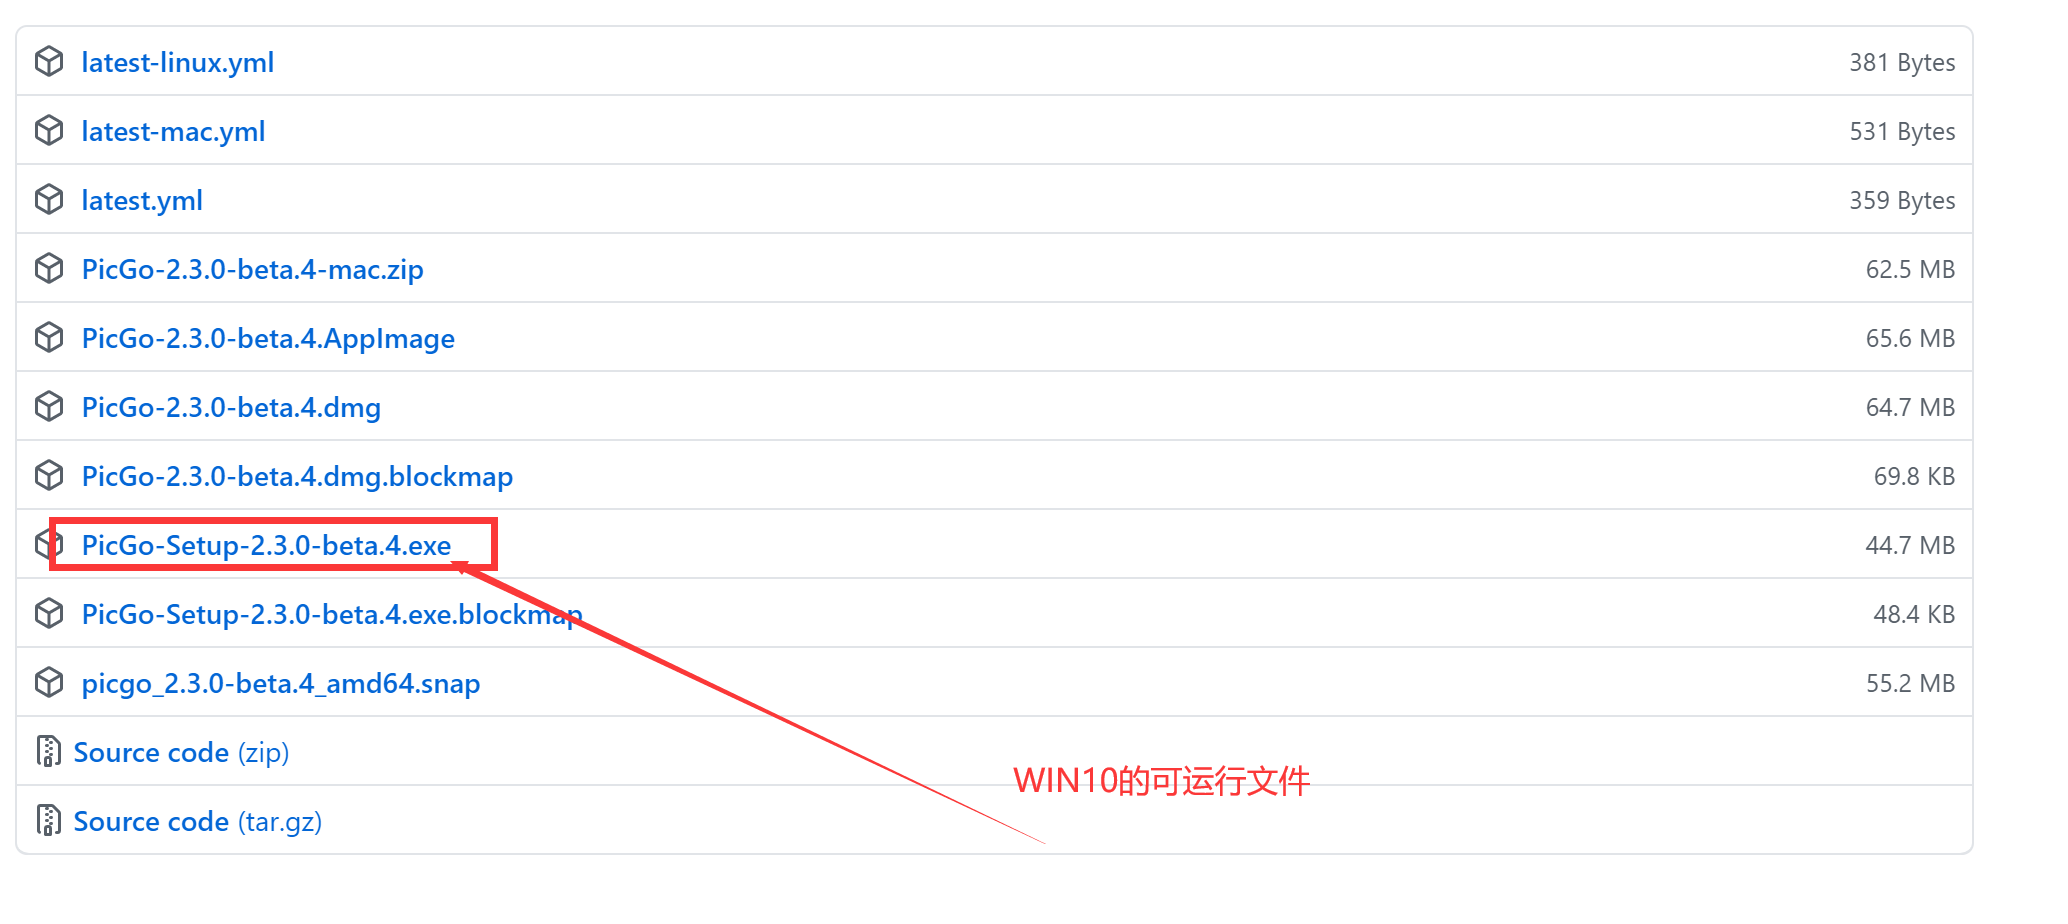 latest-linux.yml 381 Bytes
latest-mac.yml 531 Bytes
latest.yml 359 Bytes
PicGo-2.3.0-beta.4-mac.zip 62.5 MB
PicGo-2.3.0-beta.4.AppImage 65.6 MB
PicGo-2.3.0-beta.4.dmg 64.7 MB
PicGo-2.3.0-beta.4.dmg.blockmap 69.8 KB
PicGo-Setup-2.3.0-beta.4.exe 44.7 MB
PicGo-Setup-2.3.0-beta.4.exe.blockmap 48.4 KB
picgo_2.3.0-beta.4_amd64.snap 55.2 MB
Source code (zip)
WIN10的可运行文件
Source code (tar.gz)